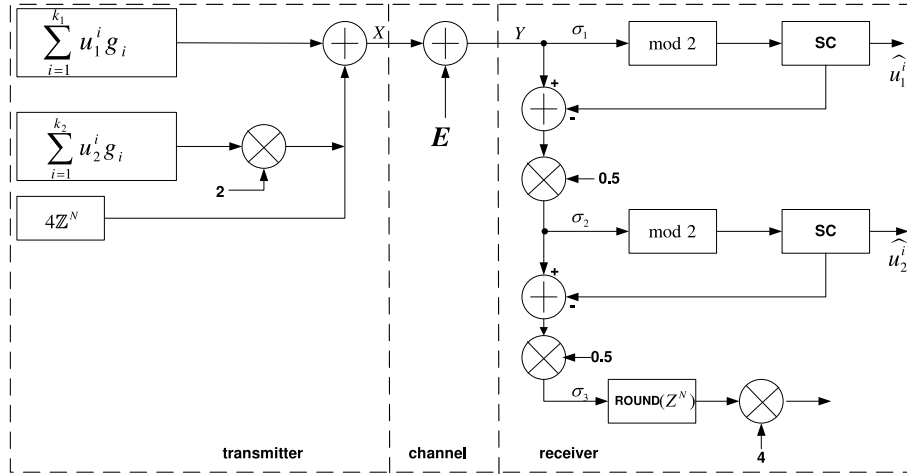 k₁
∑ u₁ⁱ gᵢ
i=1
X
E
Y
σ₁
mod 2
SC
û₁ⁱ
+
-
k₂
∑ u₂ⁱ gᵢ
i=1
2
0.5
4ℤᴺ
σ₂
mod 2
SC
û₂ⁱ
+
-
0.5
σ₃
ROUND(Zᴺ)
4
transmitter
channel
receiver